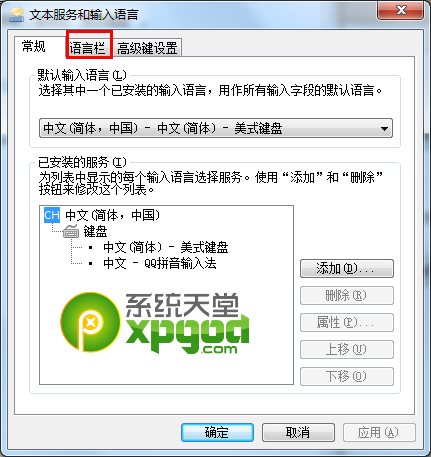 文本服务和输入语言
常规 语言栏 高级键设置
默认输入语言(L)
选择其中一个已安装的输入语言，用作所有输入字段的默认语言。
中文(简体，中国) - 中文(简体) - 美式键盘
已安装的服务(I)
为列表中显示的每个输入语言选择服务。使用“添加”和“删除”
按钮来修改这个列表。
CH 中文(简体，中国)
键盘
• 中文(简体) - 美式键盘
• 中文 - QQ拼音输入法
添加(D)...
删除(R)
属性(P)...
上移(U)
下移(O)
系统天堂
xpgod.com
确定 取消 应用(A)